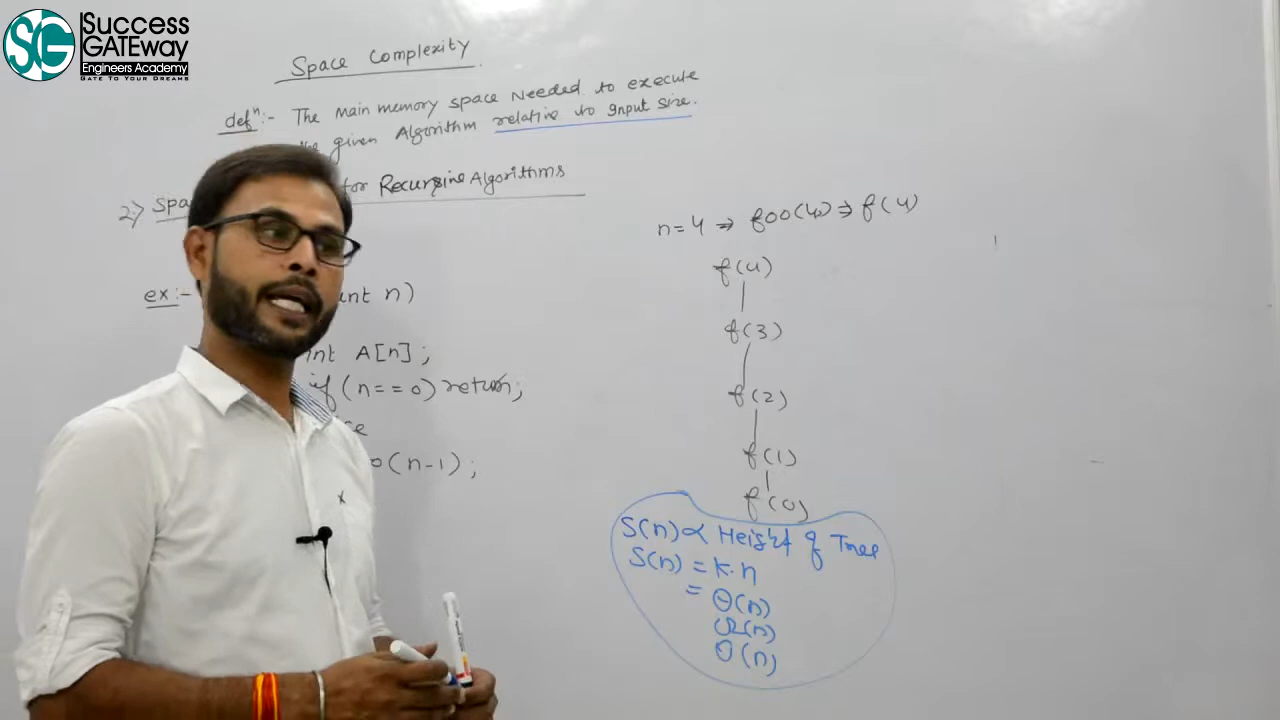 Success
GATEway
Engineers Academy
GATE TO YOUR DREAMS
SG
Space Complexity
defⁿ:- The main memory space Needed to execute
the given Algorithm relative to Input size.
2:) Spa for Recursive Algorithms
n=4 ⇒ foo(4) ⇒ f(4)
ex:- int n)
f(4)
int A[n];
f(3)
if (n==0) return;
f(2)
o(n-1);
f(1)
f(0)
S(n) ∝ Height of Tree
S(n) = K·n
= Θ(n)
Ω(n)
O(n)